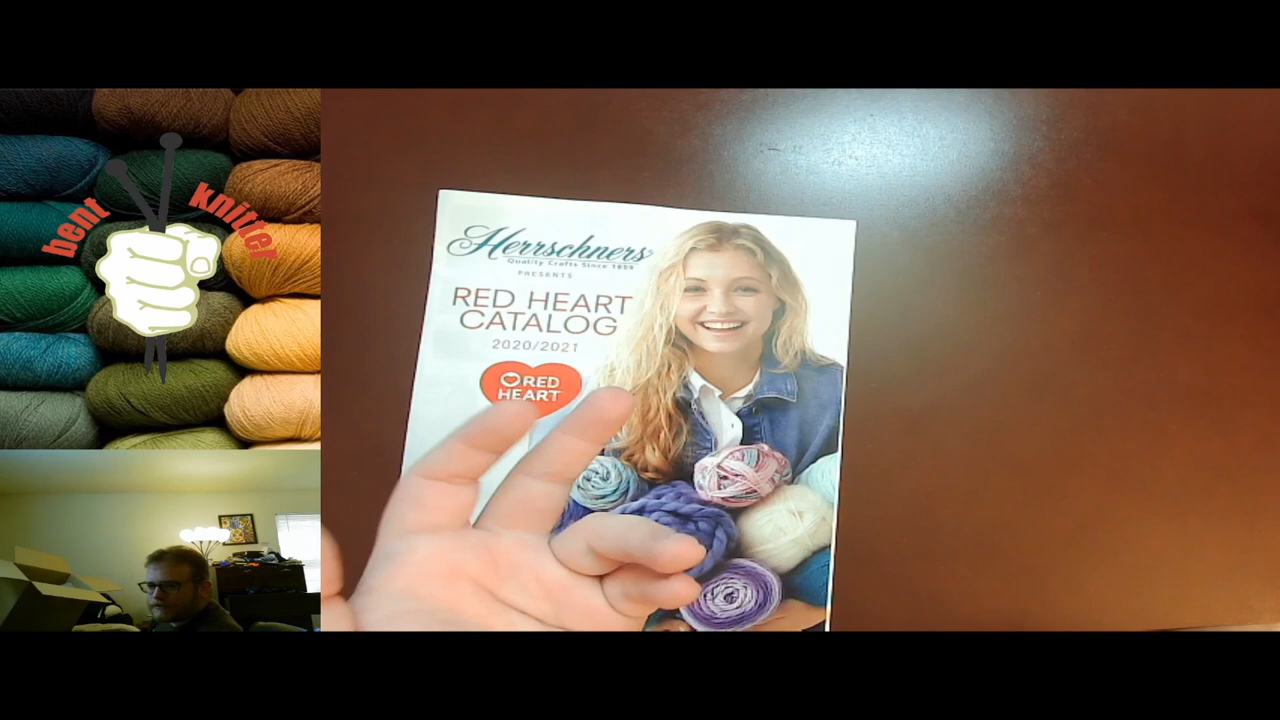 bent knitter
Herrschners
Quality Crafts Since 1899
PRESENTS
RED HEART
CATALOG
2020/2021
RED
HEART